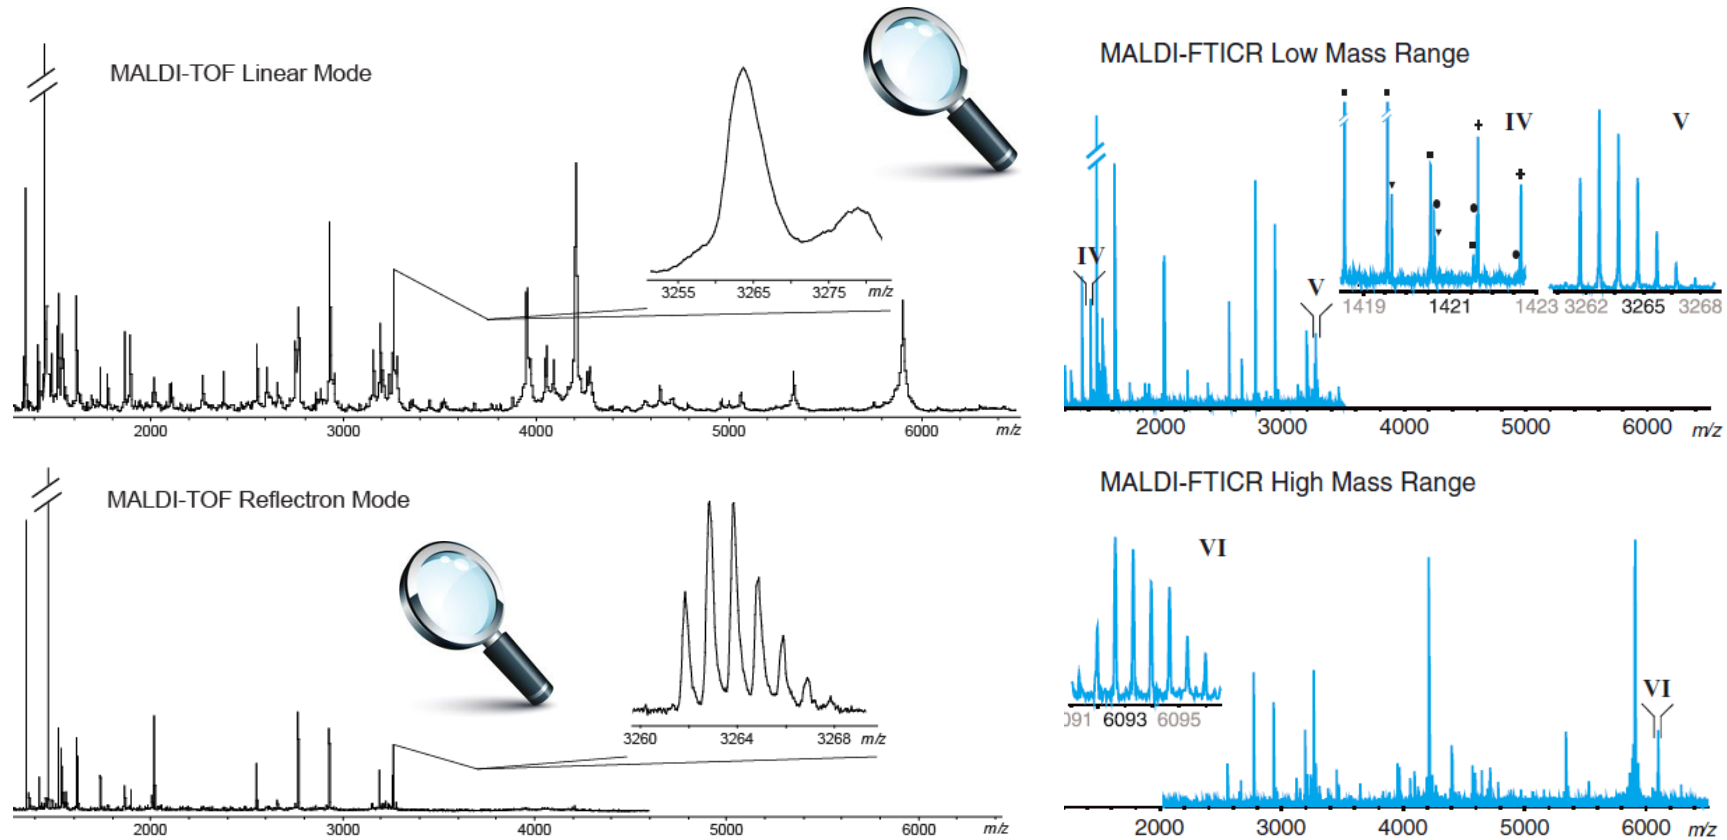 MALDI-TOF Linear Mode
3255 3265 3275 m/z
2000 3000 4000 5000 6000 m/z
MALDI-FTICR Low Mass Range
IV
V
IV
V
1419 1421 1423 3262 3265 3268
2000 3000 4000 5000 6000 m/z
MALDI-TOF Reflectron Mode
3260 3264 3268 m/z
2000 3000 4000 5000 6000 m/z
MALDI-FTICR High Mass Range
VI
091 6093 6095
VI
2000 3000 4000 5000 6000 m/z